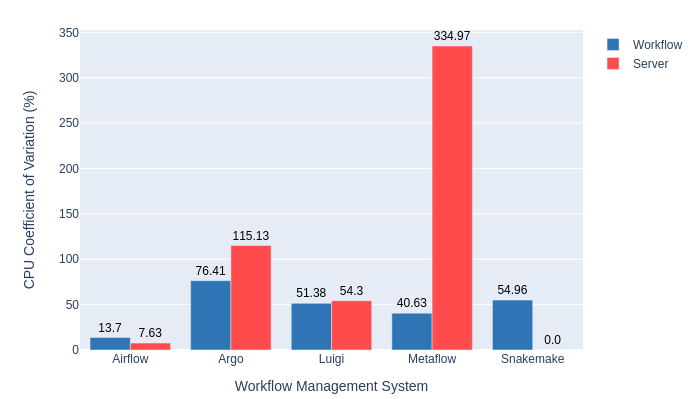 350
300
250
200
150
100
50
0
CPU Coefficient of Variation (%)
13.7
7.63
76.41
115.13
51.38
54.3
40.63
334.97
54.96
0.0
Airflow
Argo
Luigi
Metaflow
Snakemake
Workflow Management System
Workflow
Server